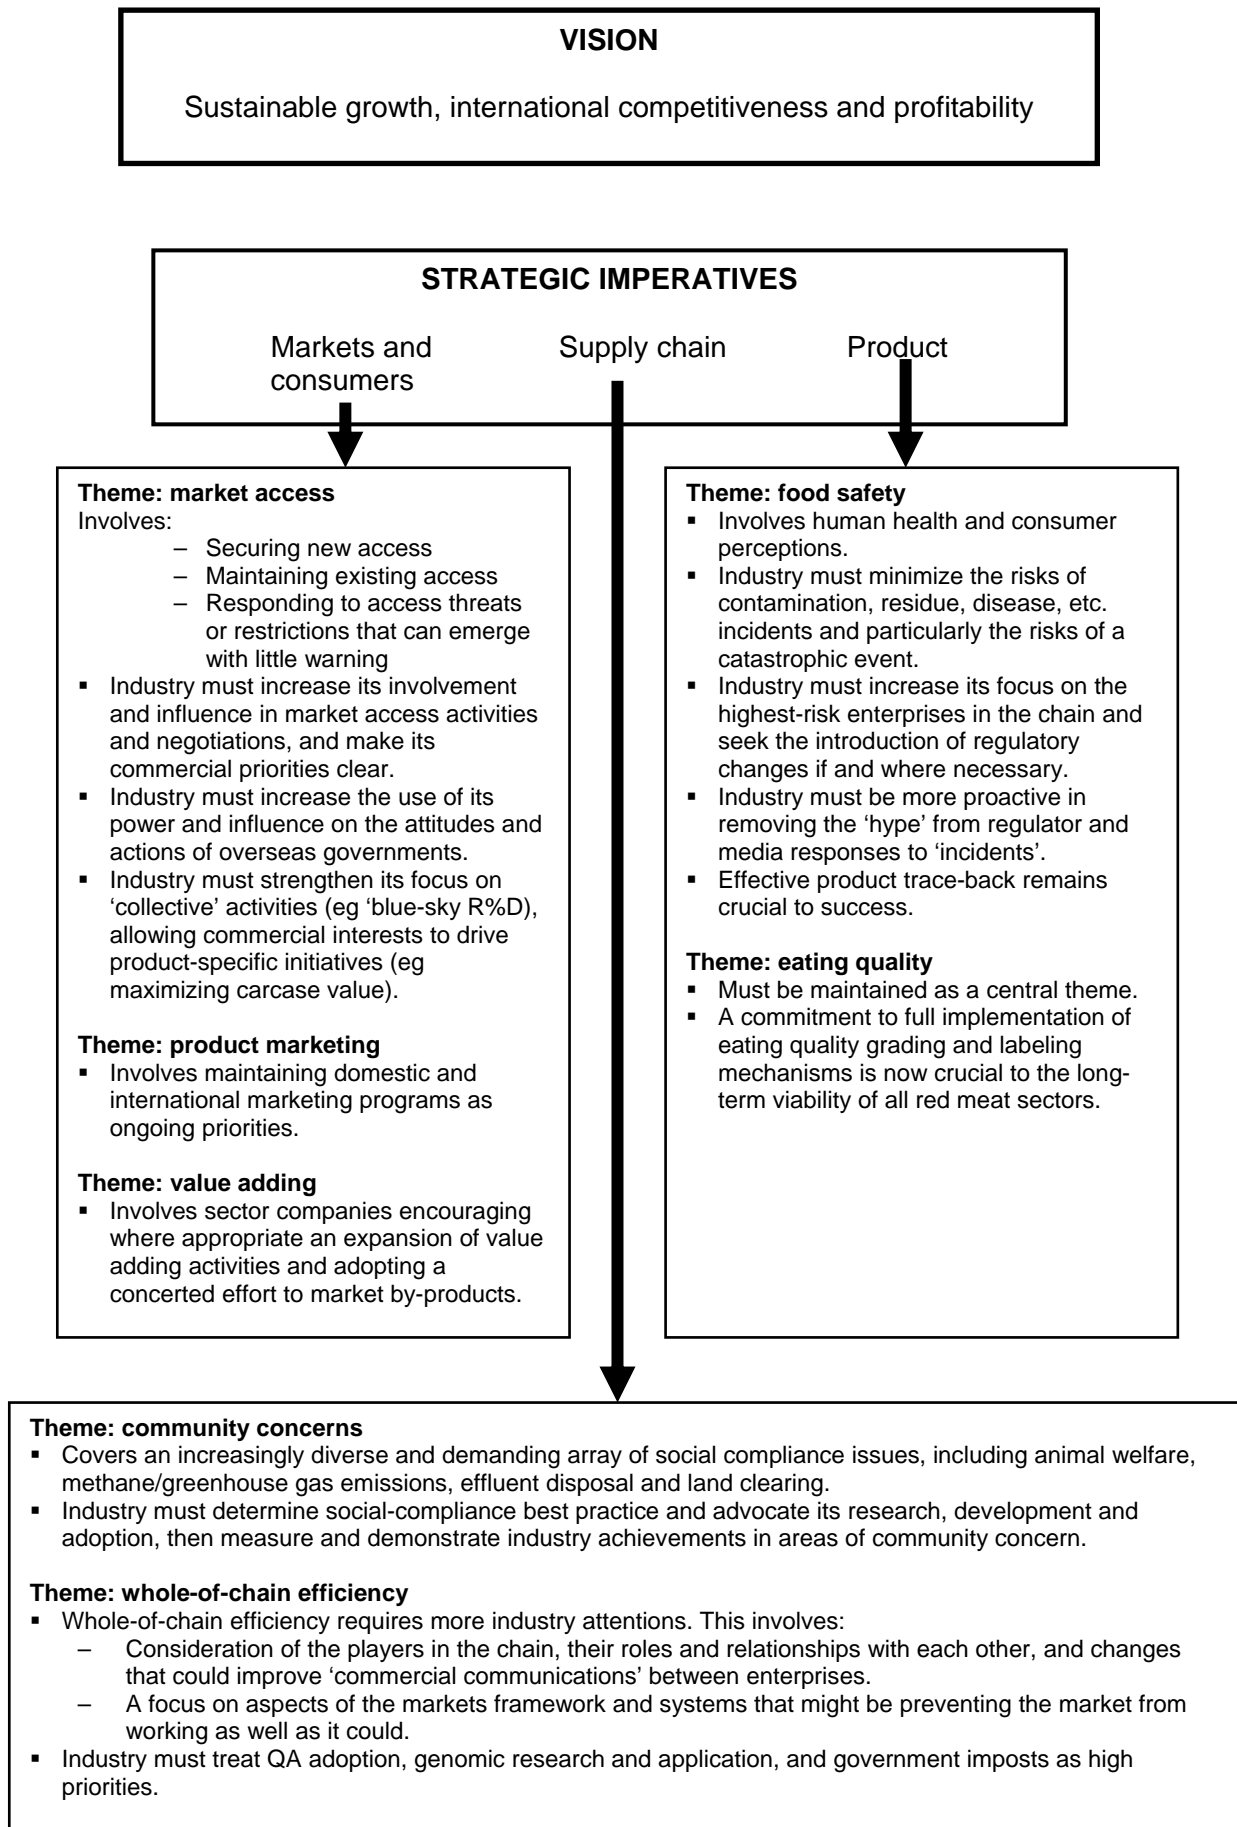 VISION
Sustainable growth, international competitiveness and profitability
STRATEGIC IMPERATIVES
Markets and
consumers
Supply chain
Product
Theme: market access
Involves:
– Securing new access
– Maintaining existing access
– Responding to access threats
or restrictions that can emerge
with little warning
▪ Industry must increase its involvement
and influence in market access activities
and negotiations, and make its
commercial priorities clear.
▪ Industry must increase the use of its
power and influence on the attitudes and
actions of overseas governments.
▪ Industry must strengthen its focus on
‘collective’ activities (eg ‘blue-sky R%D),
allowing commercial interests to drive
product-specific initiatives (eg
maximizing carcase value).
Theme: product marketing
▪ Involves maintaining domestic and
international marketing programs as
ongoing priorities.
Theme: value adding
▪ Involves sector companies encouraging
where appropriate an expansion of value
adding activities and adopting a
concerted effort to market by-products.
Theme: food safety
▪ Involves human health and consumer
perceptions.
▪ Industry must minimize the risks of
contamination, residue, disease, etc.
incidents and particularly the risks of a
catastrophic event.
▪ Industry must increase its focus on the
highest-risk enterprises in the chain and
seek the introduction of regulatory
changes if and where necessary.
▪ Industry must be more proactive in
removing the ‘hype’ from regulator and
media responses to ‘incidents’.
▪ Effective product trace-back remains
crucial to success.
Theme: eating quality
▪ Must be maintained as a central theme.
▪ A commitment to full implementation of
eating quality grading and labeling
mechanisms is now crucial to the long-
term viability of all red meat sectors.
Theme: community concerns
▪ Covers an increasingly diverse and demanding array of social compliance issues, including animal welfare,
methane/greenhouse gas emissions, effluent disposal and land clearing.
▪ Industry must determine social-compliance best practice and advocate its research, development and
adoption, then measure and demonstrate industry achievements in areas of community concern.
Theme: whole-of-chain efficiency
▪ Whole-of-chain efficiency requires more industry attentions. This involves:
– Consideration of the players in the chain, their roles and relationships with each other, and changes
that could improve ‘commercial communications’ between enterprises.
– A focus on aspects of the markets framework and systems that might be preventing the market from
working as well as it could.
▪ Industry must treat QA adoption, genomic research and application, and government imposts as high
priorities.